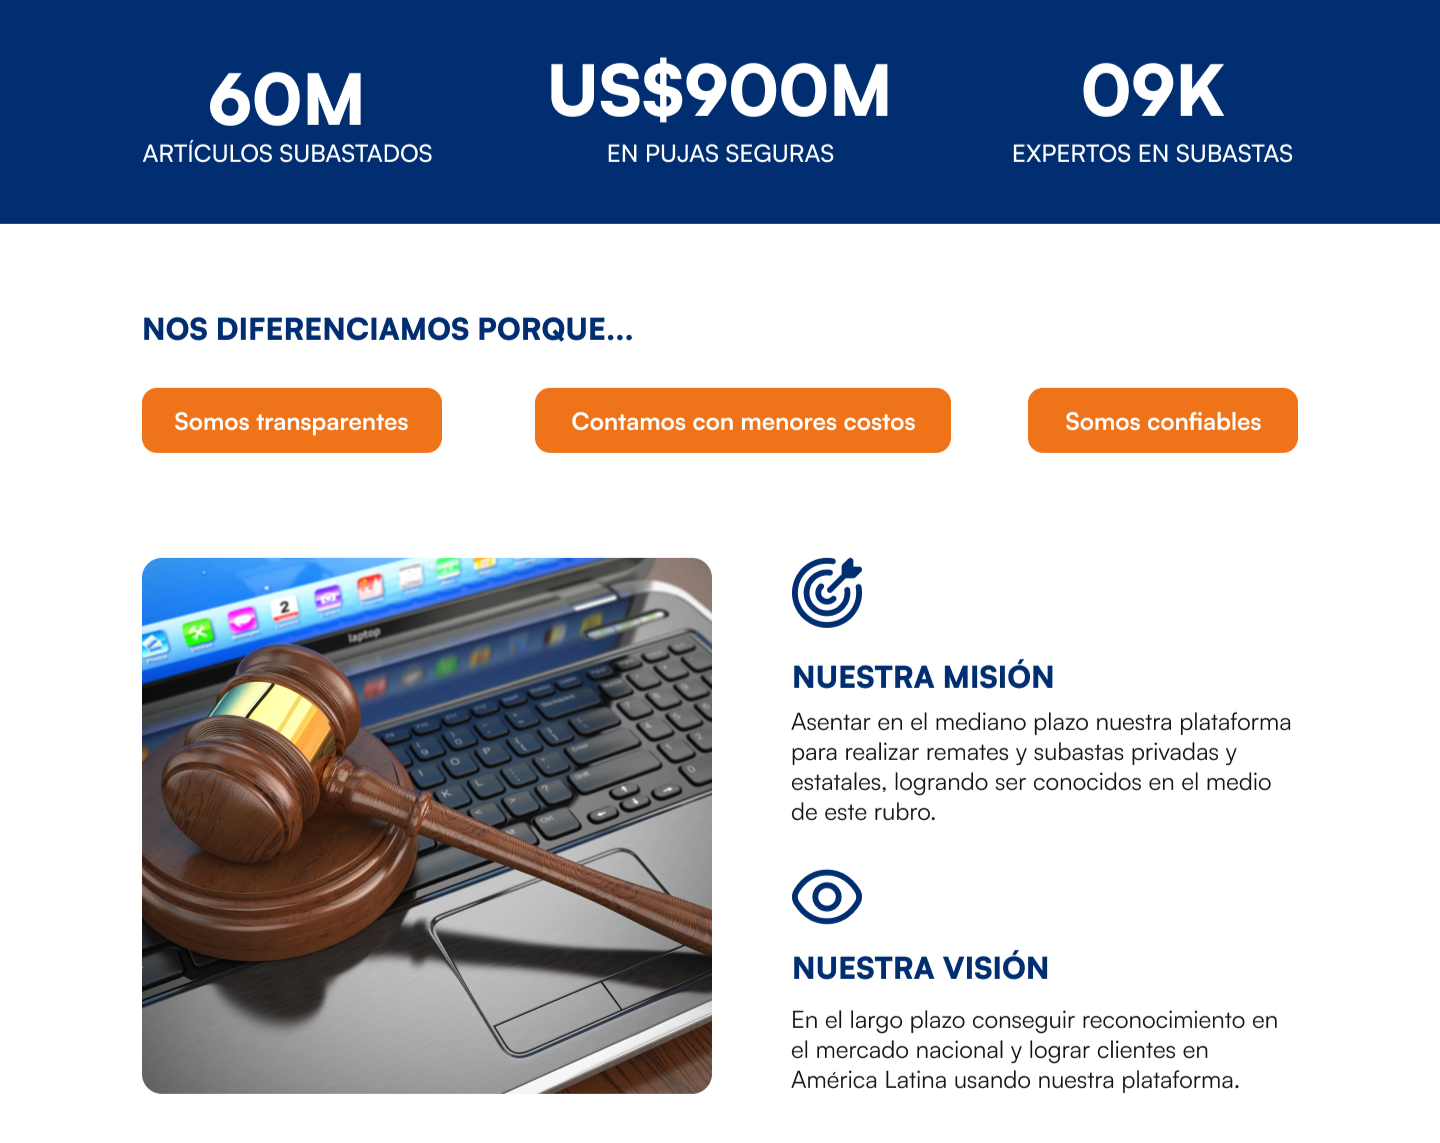 60M
ARTÍCULOS SUBASTADOS
US$900M
EN PUJAS SEGURAS
09K
EXPERTOS EN SUBASTAS
NOS DIFERENCIAMOS PORQUE...
Somos transparentes
Contamos con menores costos
Somos confiables
2
laptop
NUESTRA MISIÓN
Asentar en el mediano plazo nuestra plataforma
para realizar remates y subastas privadas y
estatales, logrando ser conocidos en el medio
de este rubro.
NUESTRA VISIÓN
En el largo plazo conseguir reconocimiento en
el mercado nacional y lograr clientes en
América Latina usando nuestra plataforma.